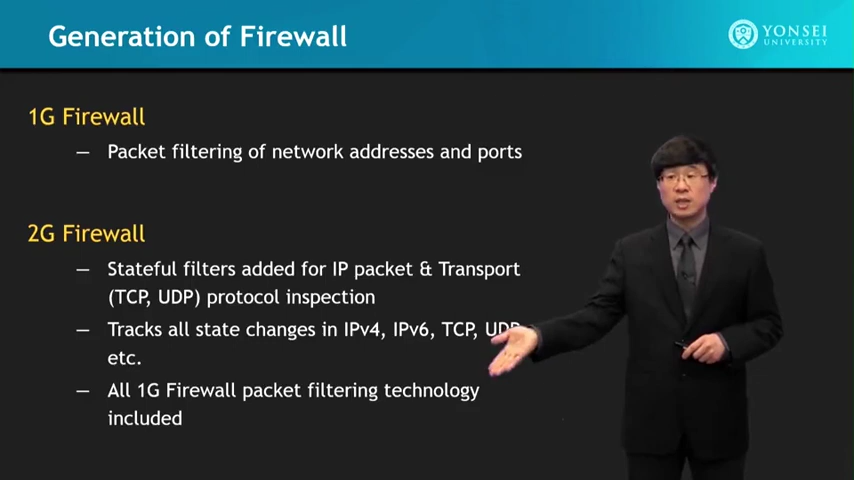 Generation of Firewall
YONSEI
UNIVERSITY
1G Firewall
— Packet filtering of network addresses and ports
2G Firewall
— Stateful filters added for IP packet & Transport
(TCP, UDP) protocol inspection
— Tracks all state changes in IPv4, IPv6, TCP, UDP
etc.
— All 1G Firewall packet filtering technology
included